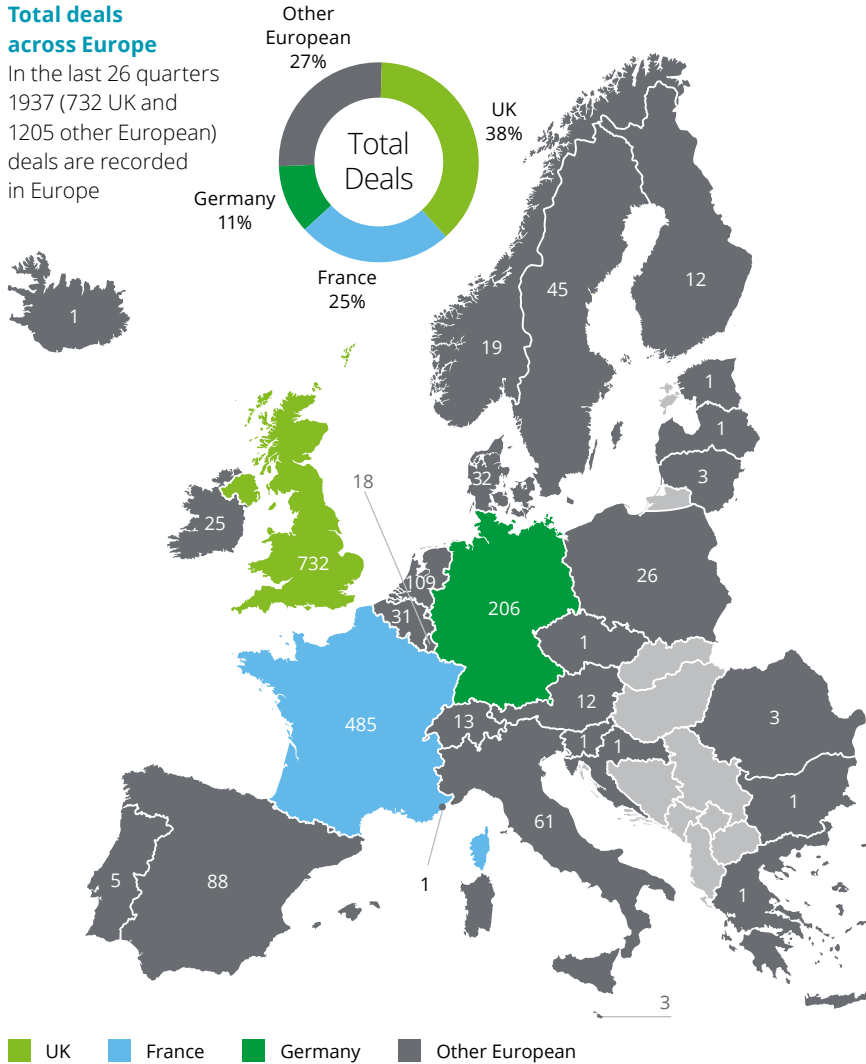 Total deals
across Europe
In the last 26 quarters
1937 (732 UK and
1205 other European)
deals are recorded
in Europe
Other
European
27%
UK
38%
Total
Deals
Germany
11%
France
25%
1
45
12
19
1
1
3
18
32
25
732
109
31
206
26
1
485
13
12
3
1
1
1
61
1
5
88
1
3
UK
France
Germany
Other European